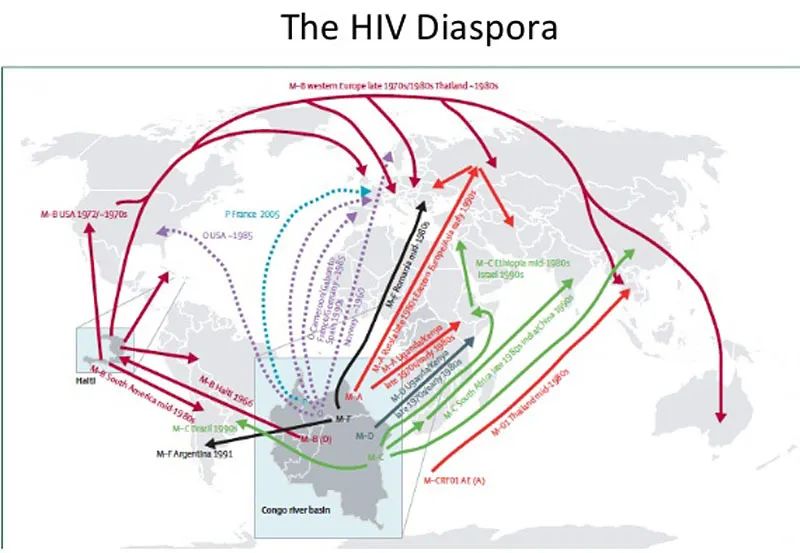 The HIV Diaspora
M–B western Europe late 1970s/1980s Thailand ~1980s
M–B USA 1972/~1970s
P France 2005
O USA ~1985
O Cameroon/Gabon to
France/Germany ~1985
Spain 1990s
Norway ~1960
M–F Romania mid-1980s
M–A Russia late 1990s Eastern Europe/Asia early 1990s
M–C Ethiopia mid-1980s
Israel 1990s
M–A Uganda/Kenya
late 1970s/early 1980s
M–D Uganda/Kenya
late 1970s/early 1980s
M–C South Africa late 1980s India/China 1990s
M–01 Thailand mid-1980s
Haiti
M–B South America mid 1980s
M–B Haiti 1966
M–C Brazil 1990s
M–F Argentina 1991
M–A
M–F
M–B (D)
M–D
M–C
M–CRF01 AE (A)
Congo river basin